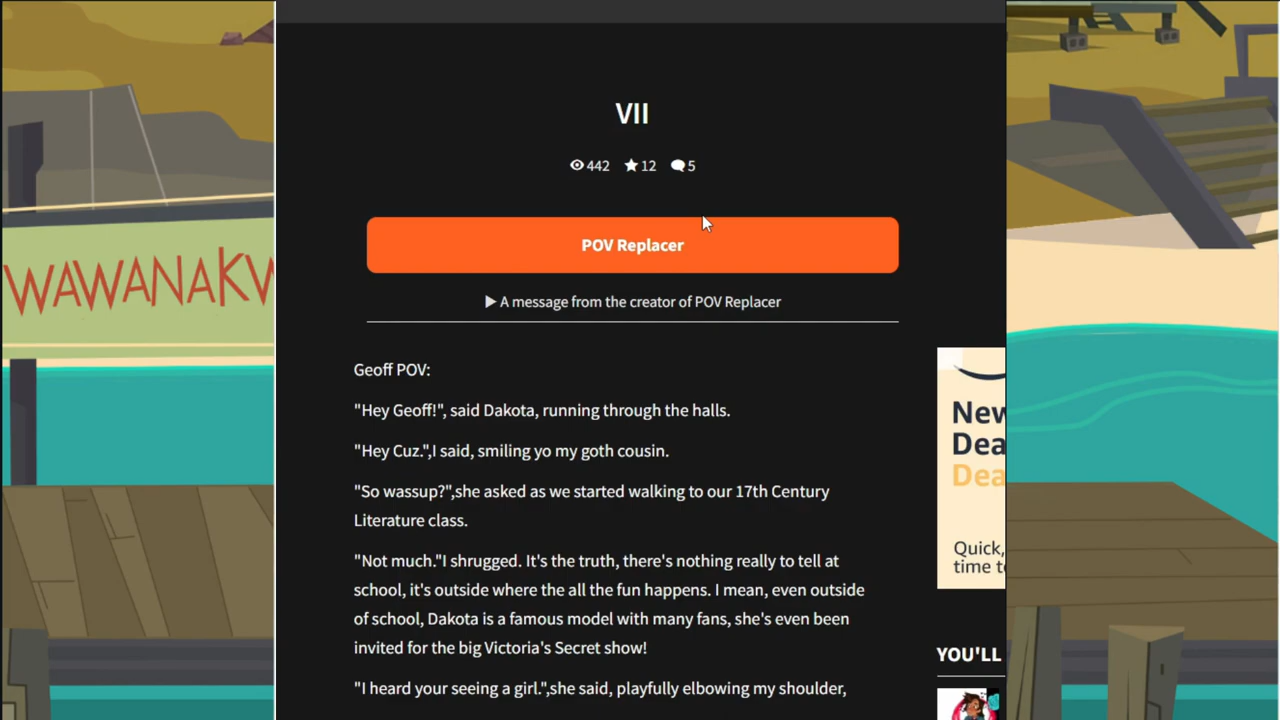 WAWANAKW
VII
442 12 5
POV Replacer
▶ A message from the creator of POV Replacer
Geoff POV:
"Hey Geoff!", said Dakota, running through the halls.
"Hey Cuz.",I said, smiling yo my goth cousin.
"So wassup?",she asked as we started walking to our 17th Century
Literature class.
"Not much."I shrugged. It's the truth, there's nothing really to tell at
school, it's outside where the all the fun happens. I mean, even outside
of school, Dakota is a famous model with many fans, she's even been
invited for the big Victoria's Secret show!
"I heard your seeing a girl.",she said, playfully elbowing my shoulder,
New
Dea
Dea
Quick,
time to
YOU'LL